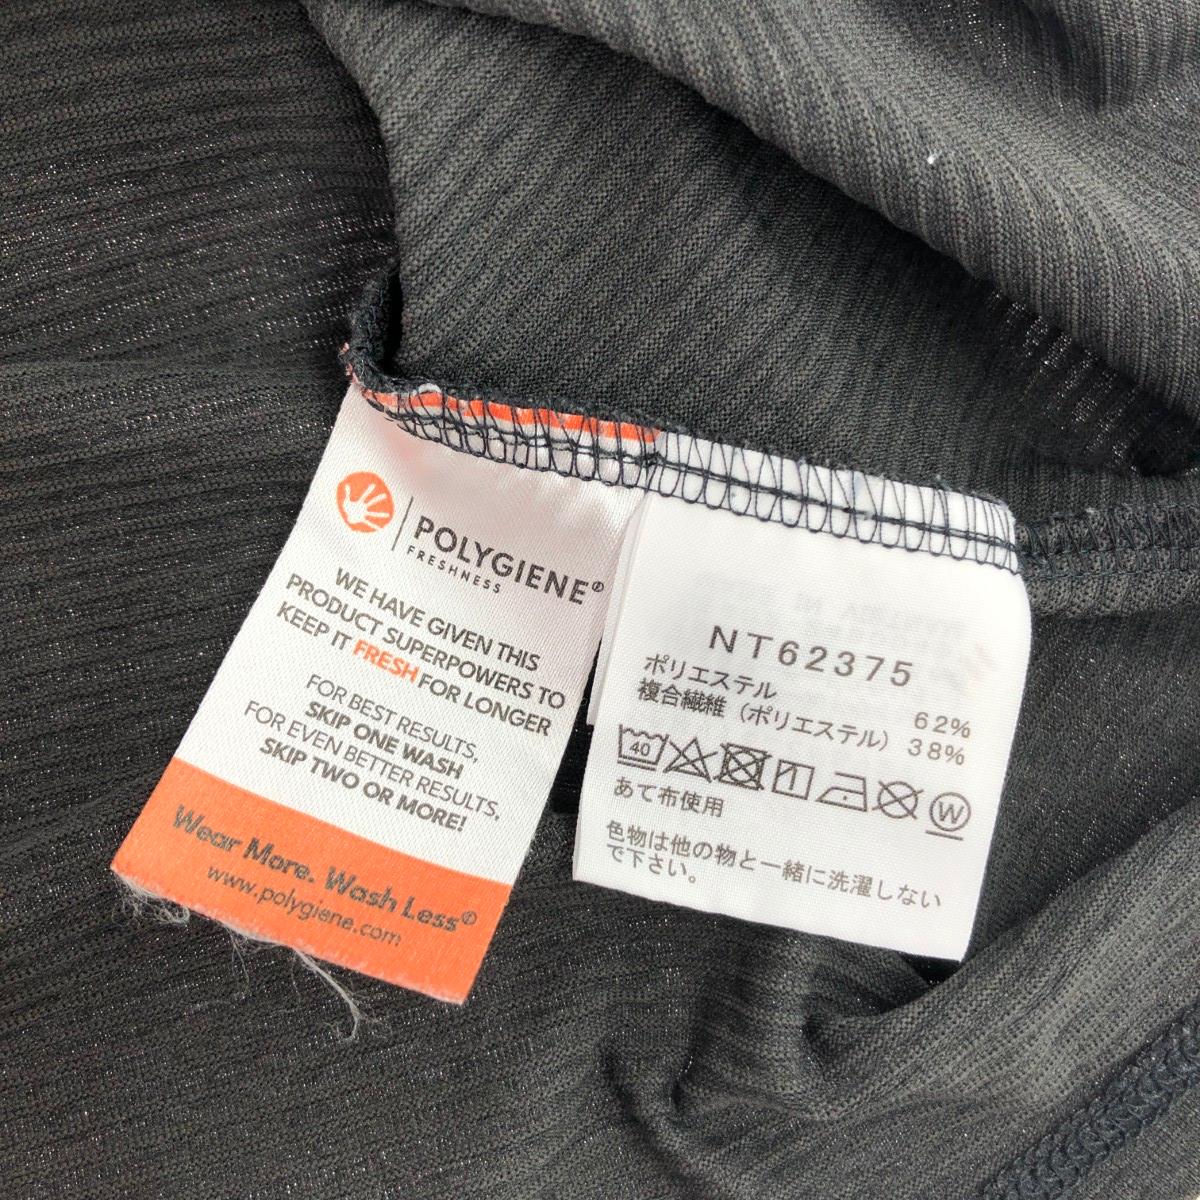 POLYGIENE®
FRESHNESS
WE HAVE GIVEN THIS
PRODUCT SUPERPOWERS TO
KEEP IT FRESH FOR LONGER
FOR BEST RESULTS,
SKIP ONE WASH
FOR EVEN BETTER RESULTS,
SKIP TWO OR MORE!
Wear More. Wash Less®
www.polygiene.com
NT62375
ポリエステル 62%
複合繊維（ポリエステル）38%
40
W
あて布使用
色物は他の物と一緒に洗濯しない
で下さい。